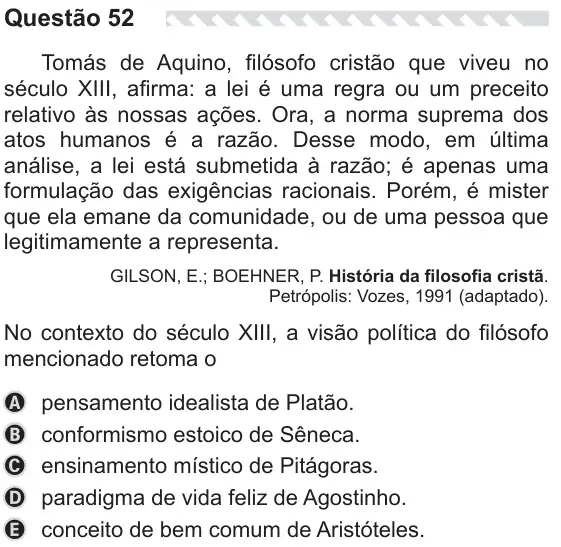 Questão 52
Tomás de Aquino, filósofo cristão que viveu no
século XIII, afirma: a lei é uma regra ou um preceito
relativo às nossas ações. Ora, a norma suprema dos
atos humanos é a razão. Desse modo, em última
análise, a lei está submetida à razão; é apenas uma
formulação das exigências racionais. Porém, é mister
que ela emane da comunidade, ou de uma pessoa que
legitimamente a representa.
GILSON, E.; BOEHNER, P. História da filosofia cristã.
Petrópolis: Vozes, 1991 (adaptado).
No contexto do século XIII, a visão política do filósofo
mencionado retoma o
A pensamento idealista de Platão.
B conformismo estoico de Sêneca.
C ensinamento místico de Pitágoras.
D paradigma de vida feliz de Agostinho.
E conceito de bem comum de Aristóteles.